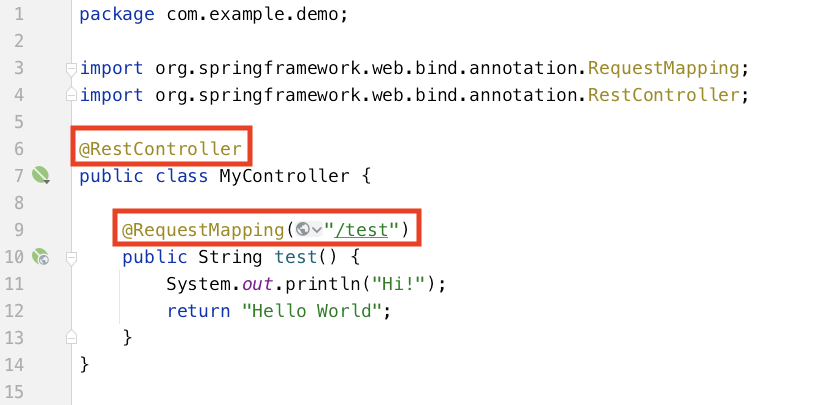 1 package com.example.demo;
2
3 import org.springframework.web.bind.annotation.RequestMapping;
4 import org.springframework.web.bind.annotation.RestController;
5
6 @RestController
7 public class MyController {
8
9 @RequestMapping("/test")
10 public String test() {
11 System.out.println("Hi!");
12 return "Hello World";
13 }
14 }
15